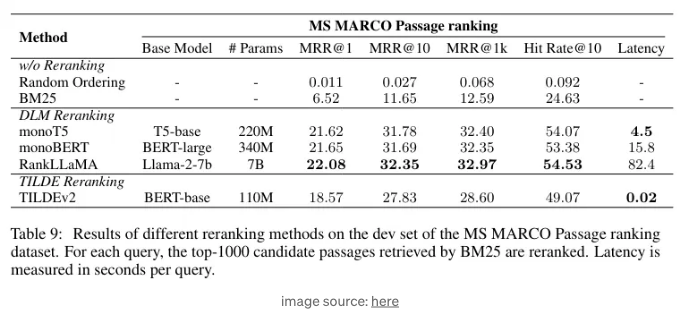 Method MS MARCO Passage ranking
Base Model # Params MRR@1 MRR@10 MRR@1k Hit Rate@10 Latency
w/o Reranking
Random Ordering - - 0.011 0.027 0.068 0.092 -
BM25 - - 6.52 11.65 12.59 24.63 -
DLM Reranking
monoT5 T5-base 220M 21.62 31.78 32.40 54.07 4.5
monoBERT BERT-large 340M 21.65 31.69 32.35 53.38 15.8
RankLLaMA Llama-2-7b 7B 22.08 32.35 32.97 54.53 82.4
TILDE Reranking
TILDEv2 BERT-base 110M 18.57 27.83 28.60 49.07 0.02
Table 9: Results of different reranking methods on the dev set of the MS MARCO Passage ranking
dataset. For each query, the top-1000 candidate passages retrieved by BM25 are reranked. Latency is
measured in seconds per query.
image source: here